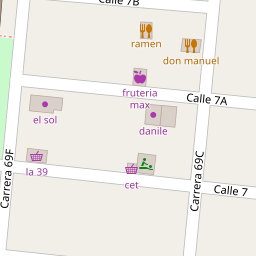 Calle 7B
ramen
don manuel
fruteria
max
Calle 7A
el sol
danile
Carrera 69F
la 39
cet
Carrera 69C
Calle 7